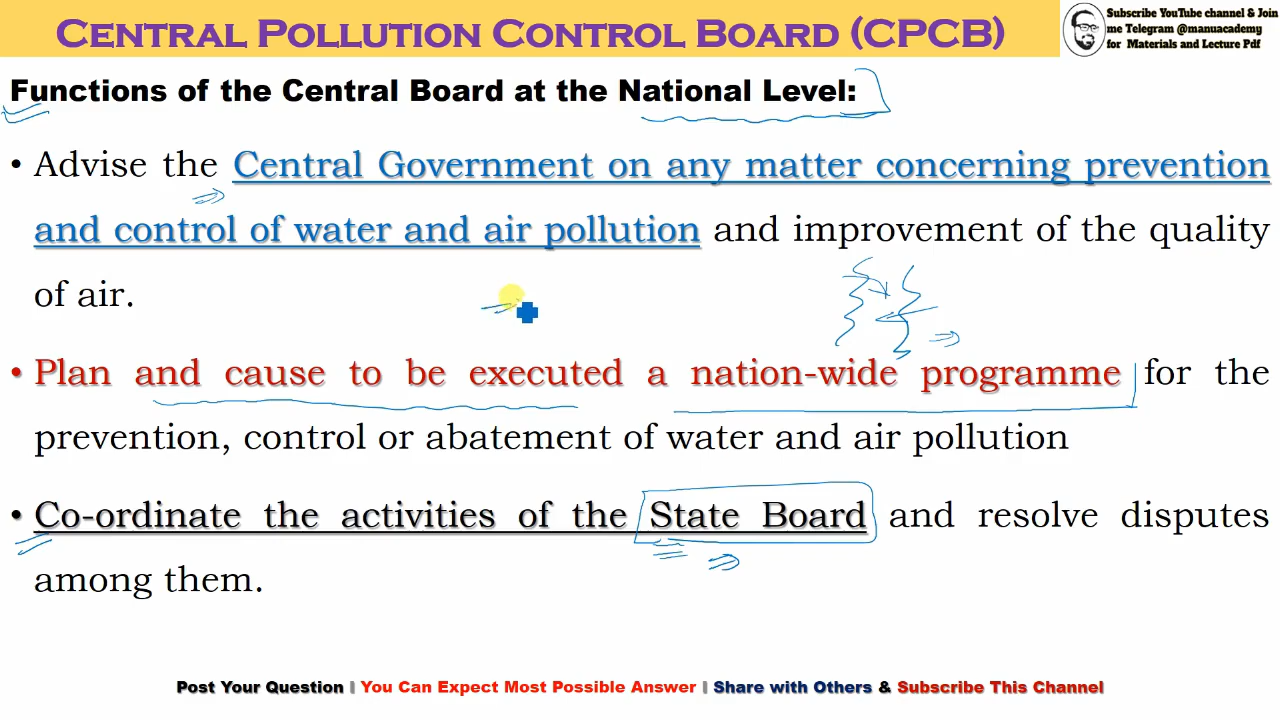 CENTRAL POLLUTION CONTROL BOARD (CPCB)
Subscribe YouTube channel & Join
me Telegram @manuacademy
for Materials and Lecture Pdf
Functions of the Central Board at the National Level:
• Advise the Central Government on any matter concerning prevention
and control of water and air pollution and improvement of the quality
of air.
• Plan and cause to be executed a nation-wide programme for the
prevention, control or abatement of water and air pollution
• Co-ordinate the activities of the State Board and resolve disputes
among them.
Post Your Question | You Can Expect Most Possible Answer | Share with Others & Subscribe This Channel